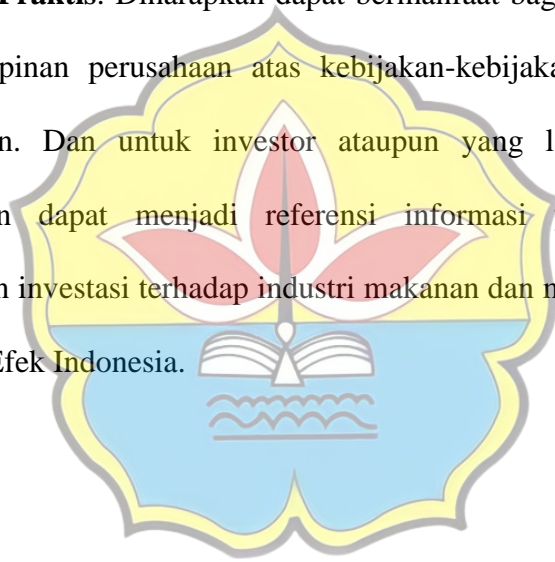 Praktis. Diharapkan dapat bermanfaat bag
pinan perusahaan atas kebijakan-kebijaka
n. Dan untuk investor ataupun yang l
n dapat menjadi referensi informasi
n investasi terhadap industri makanan dan m
Efek Indonesia.